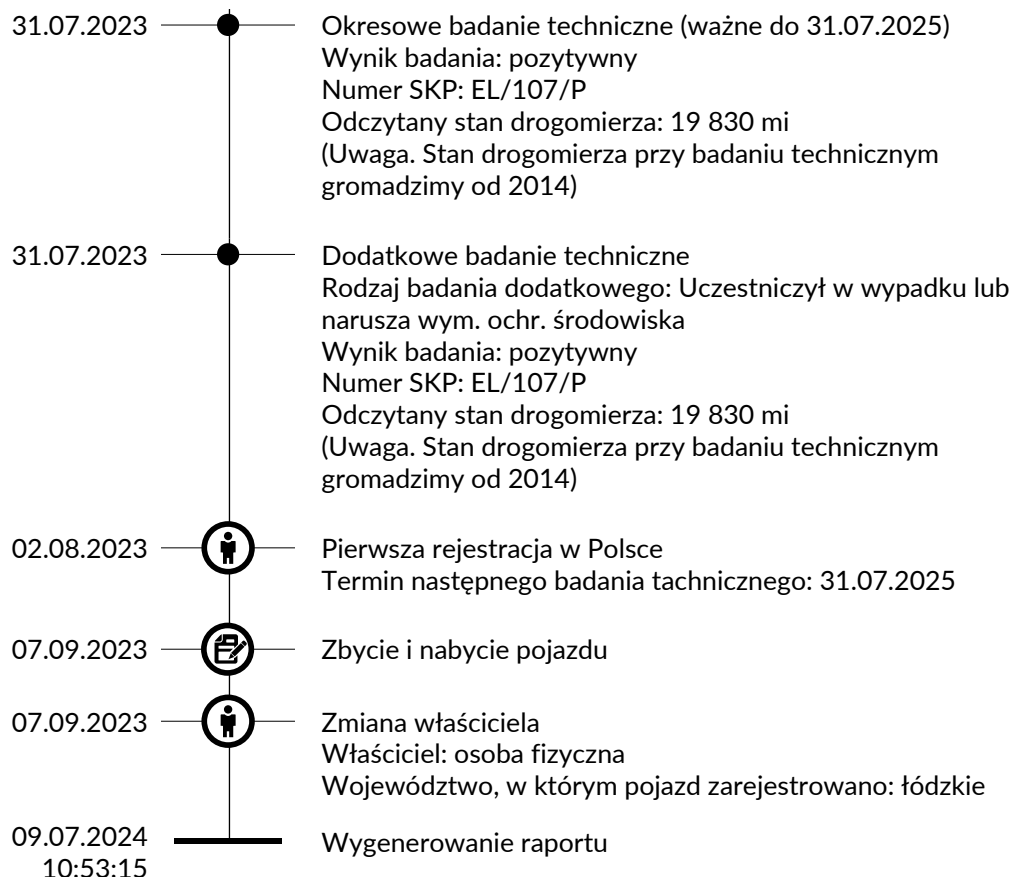 31.07.2023
Okresowe badanie techniczne (ważne do 31.07.2025)
Wynik badania: pozytywny
Numer SKP: EL/107/P
Odczytany stan drogomierza: 19 830 mi
(Uwaga. Stan drogomierza przy badaniu technicznym
gromadzimy od 2014)
31.07.2023
Dodatkowe badanie techniczne
Rodzaj badania dodatkowego: Uczestniczył w wypadku lub
narusza wym. ochr. środowiska
Wynik badania: pozytywny
Numer SKP: EL/107/P
Odczytany stan drogomierza: 19 830 mi
(Uwaga. Stan drogomierza przy badaniu technicznym
gromadzimy od 2014)
02.08.2023
Pierwsza rejestracja w Polsce
Termin następnego badania tachnicznego: 31.07.2025
07.09.2023
Zbycie i nabycie pojazdu
07.09.2023
Zmiana właściciela
Właściciel: osoba fizyczna
Województwo, w którym pojazd zarejestrowano: łódzkie
09.07.2024
10:53:15
Wygenerowanie raportu